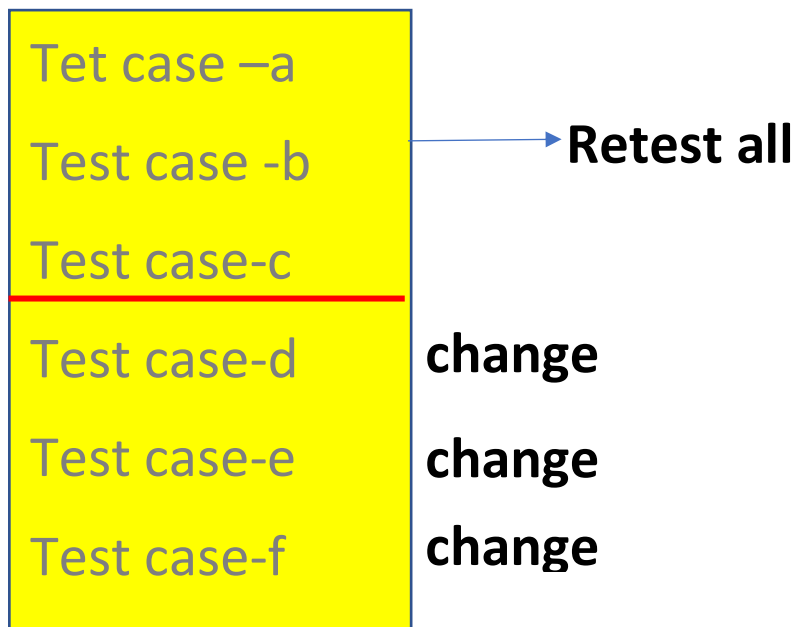 Tet case –a
Test case -b
Retest all
Test case-c
Test case-d change
Test case-e change
Test case-f change